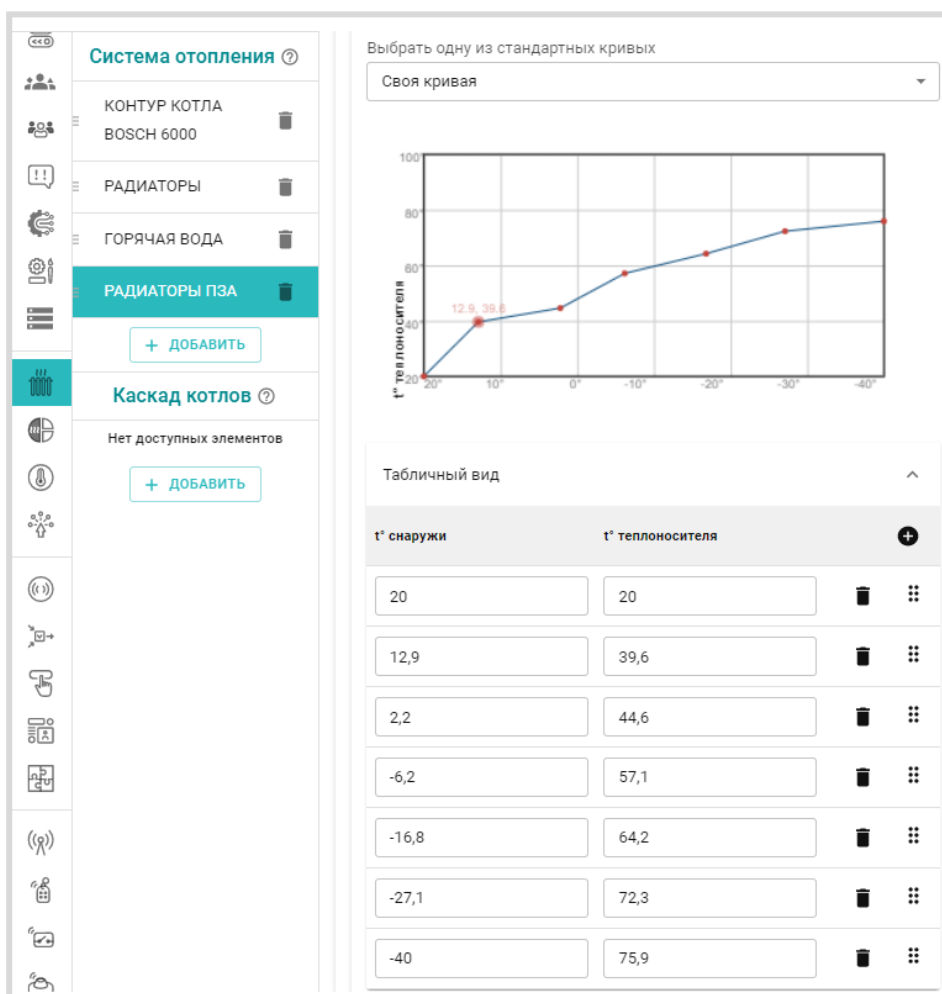 Система отопления
КОНТУР КОТЛА
BOSCH 6000
РАДИАТОРЫ
ГОРЯЧАЯ ВОДА
РАДИАТОРЫ ПЗА
+ ДОБАВИТЬ
Каскад котлов
Нет доступных элементов
+ ДОБАВИТЬ
Выбрать одну из стандартных кривых
Своя кривая
t° теплоносителя
100°
80°
60°
40°
20°
12.9, 39.6
20° 10° 0° -10° -20° -30° -40°
Табличный вид
t° снаружи t° теплоносителя
20 20
12,9 39,6
2,2 44,6
-6,2 57,1
-16,8 64,2
-27,1 72,3
-40 75,9